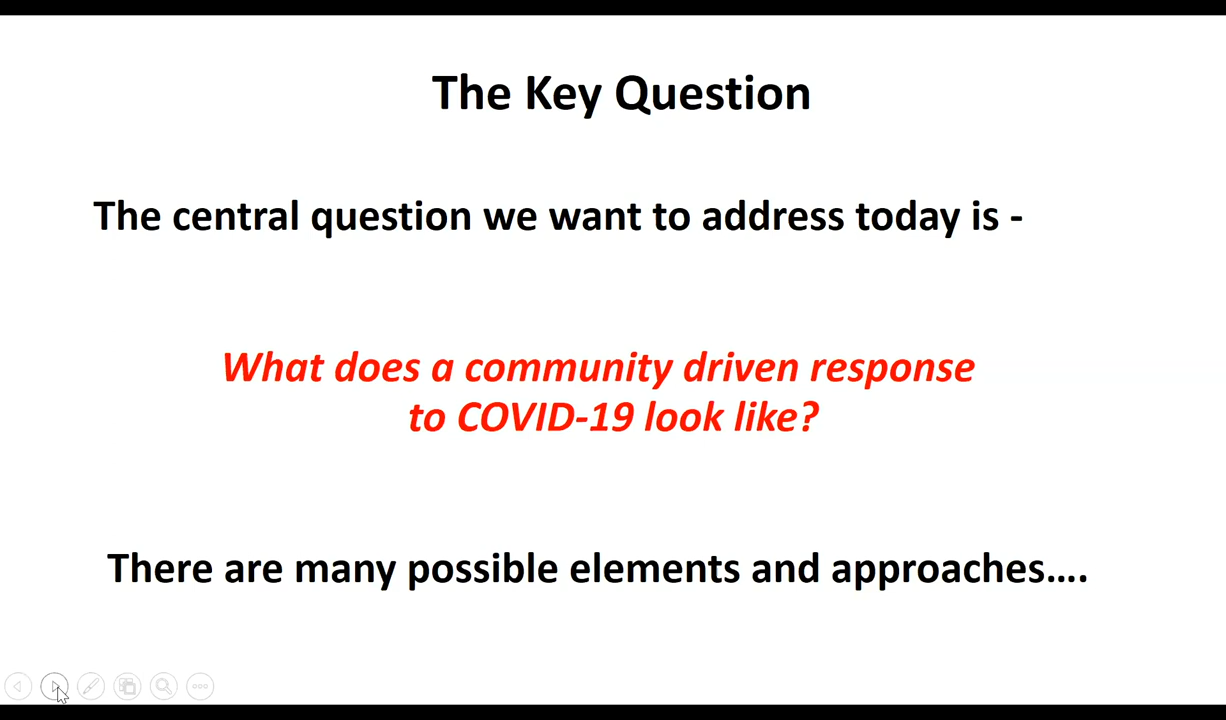 The Key Question
The central question we want to address today is -
What does a community driven response
to COVID-19 look like?
There are many possible elements and approaches....